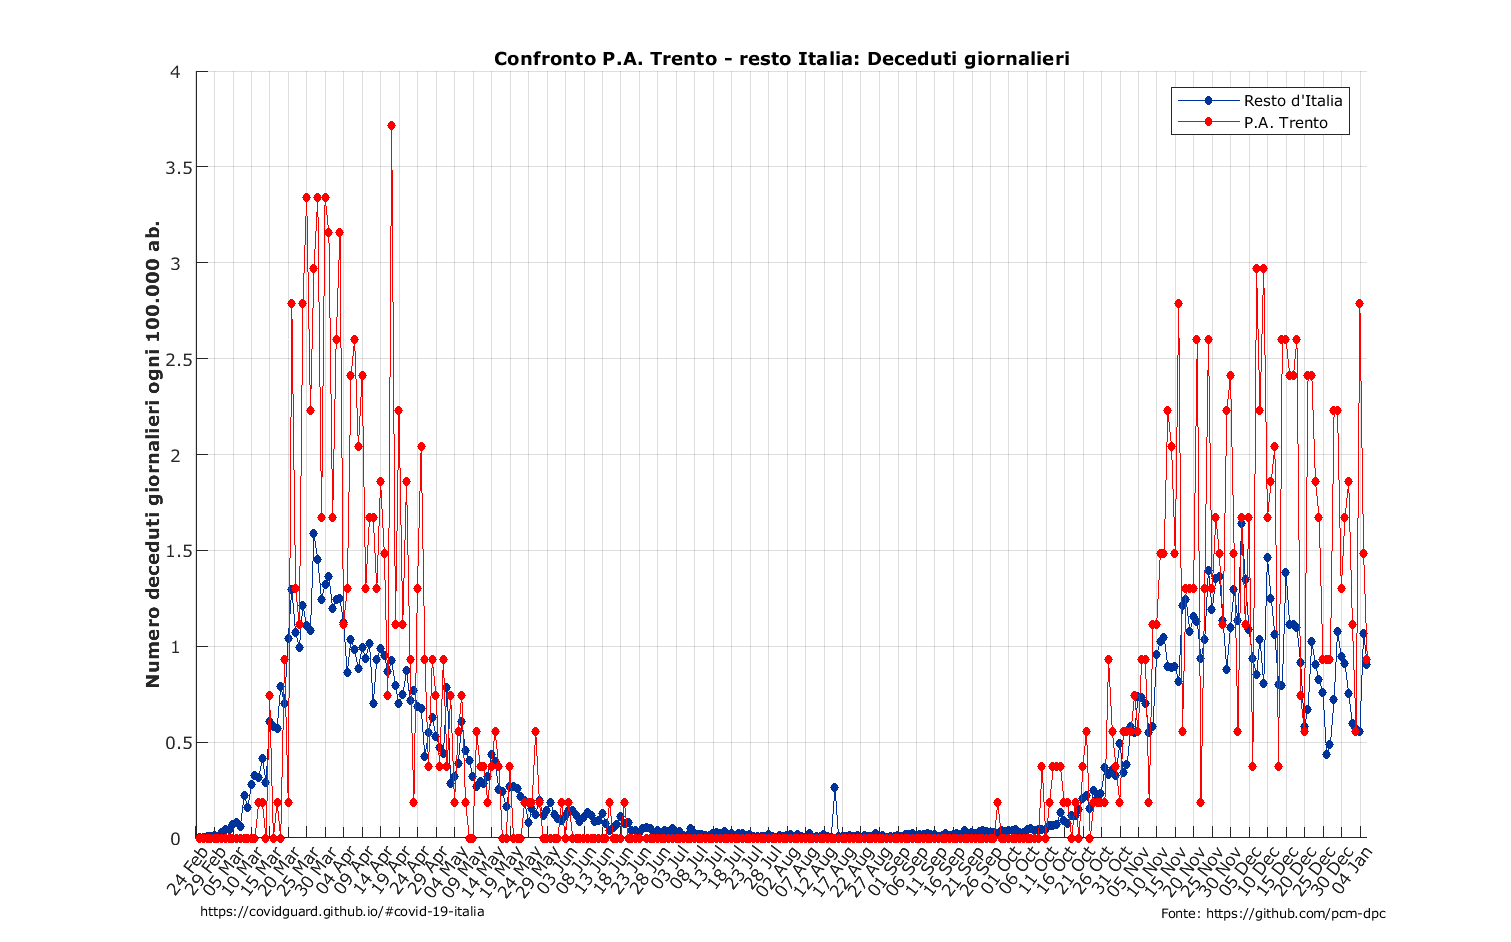 Confronto P.A. Trento - resto Italia: Deceduti giornalieri
Resto d'Italia
P.A. Trento
Numero deceduti giornalieri ogni 100.000 ab.
4
3.5
3
2.5
2
1.5
1
0.5
0
24 Feb
29 Feb
05 Mar
10 Mar
15 Mar
20 Mar
25 Mar
30 Mar
04 Apr
09 Apr
14 Apr
19 Apr
24 Apr
29 Apr
04 May
09 May
14 May
19 May
24 May
29 May
03 Jun
08 Jun
13 Jun
18 Jun
23 Jun
28 Jun
03 Jul
08 Jul
13 Jul
18 Jul
23 Jul
28 Jul
02 Aug
07 Aug
12 Aug
17 Aug
22 Aug
27 Aug
01 Sep
06 Sep
11 Sep
16 Sep
21 Sep
26 Sep
01 Oct
06 Oct
11 Oct
16 Oct
21 Oct
26 Oct
31 Oct
05 Nov
10 Nov
15 Nov
20 Nov
25 Nov
30 Nov
05 Dec
10 Dec
15 Dec
20 Dec
25 Dec
30 Dec
04 Jan
https://covidguard.github.io/#covid-19-italia
Fonte: https://github.com/pcm-dpc